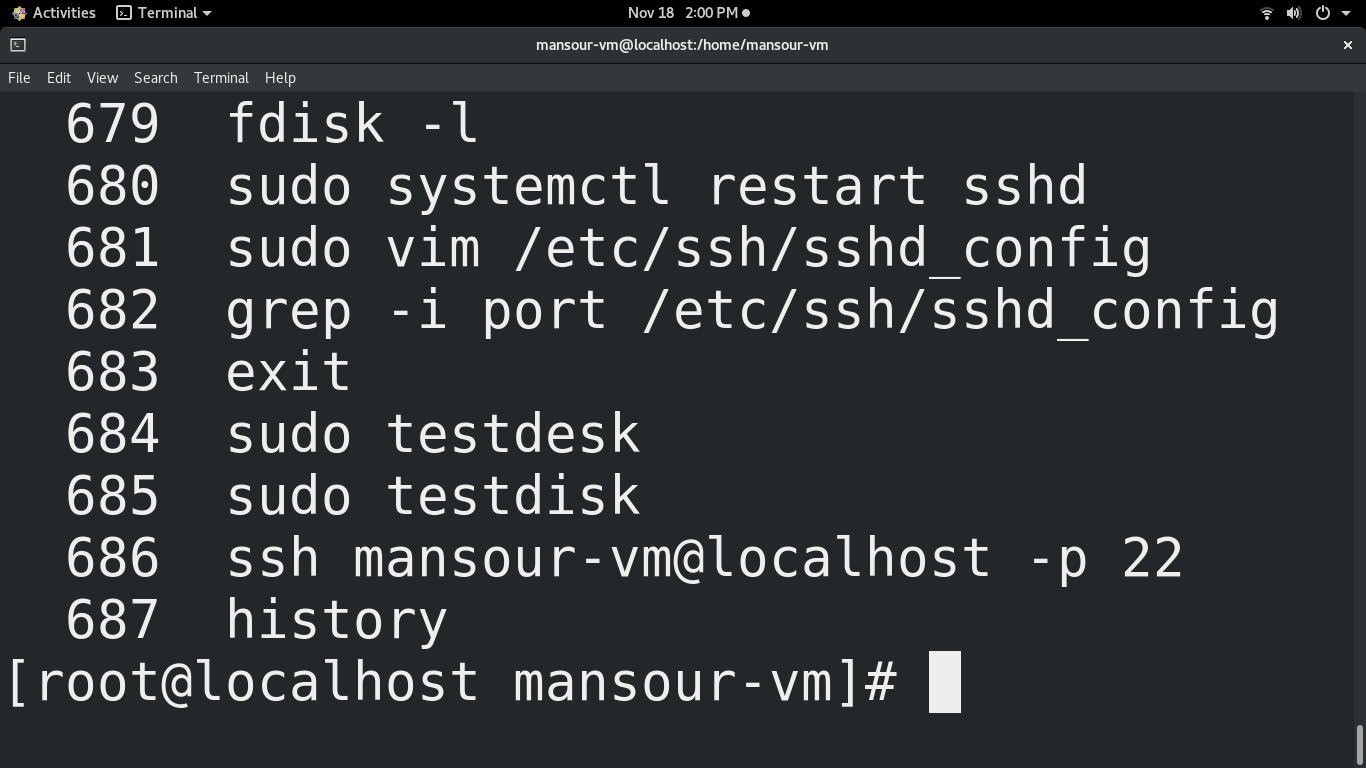 Activities Terminal Nov 18 2:00 PM
mansour-vm@localhost:/home/mansour-vm
File Edit View Search Terminal Help
679 fdisk -l
680 sudo systemctl restart sshd
681 sudo vim /etc/ssh/sshd_config
682 grep -i port /etc/ssh/sshd_config
683 exit
684 sudo testdesk
685 sudo testdisk
686 ssh mansour-vm@localhost -p 22
687 history
[root@localhost mansour-vm]#